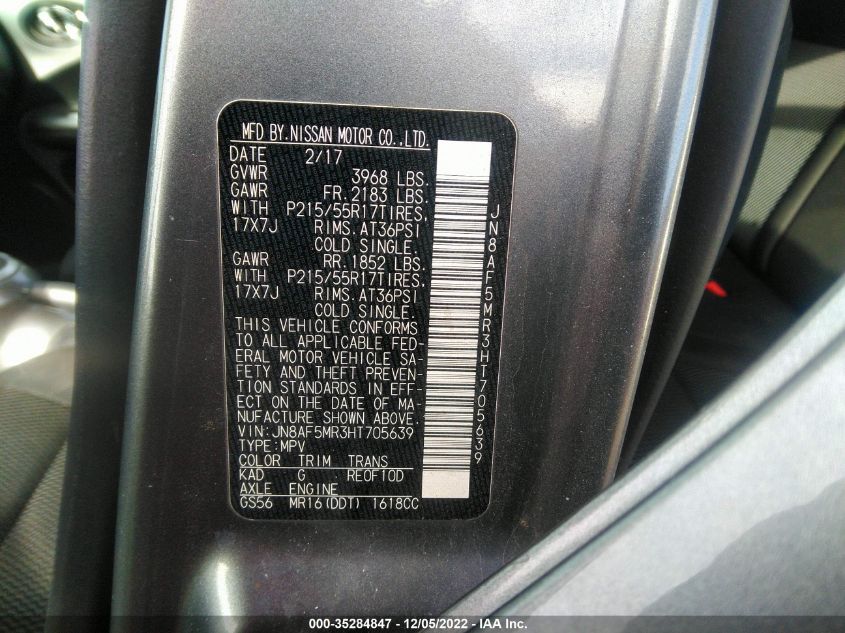 MFD BY.NISSAN MOTOR CO.,LTD.
DATE 2/17
GVWR 3968 LBS.
GAWR FR.2183 LBS.
WITH P215/55R17TIRES,
17X7J RIMS.AT36PSI
COLD SINGLE.
GAWR RR.1852 LBS.
WITH P215/55R17TIRES,
17X7J RIMS.AT36PSI
COLD SINGLE.
THIS VEHICLE CONFORMS
TO ALL APPLICABLE FED-
ERAL MOTOR VEHICLE SA-
FETY AND THEFT PREVEN-
TION STANDARDS IN EFF-
ECT ON THE DATE OF MA-
NUFACTURE SHOWN ABOVE.
VIN:JN8AF5MR3HT705639
TYPE:MPV
COLOR TRIM TRANS
KAD G RE0F10D
AXLE ENGINE
GS56 MR16(DDT) 1618CC
JN8AF5MR3HT705639
000-35284847 - 12/05/2022 - IAA Inc.